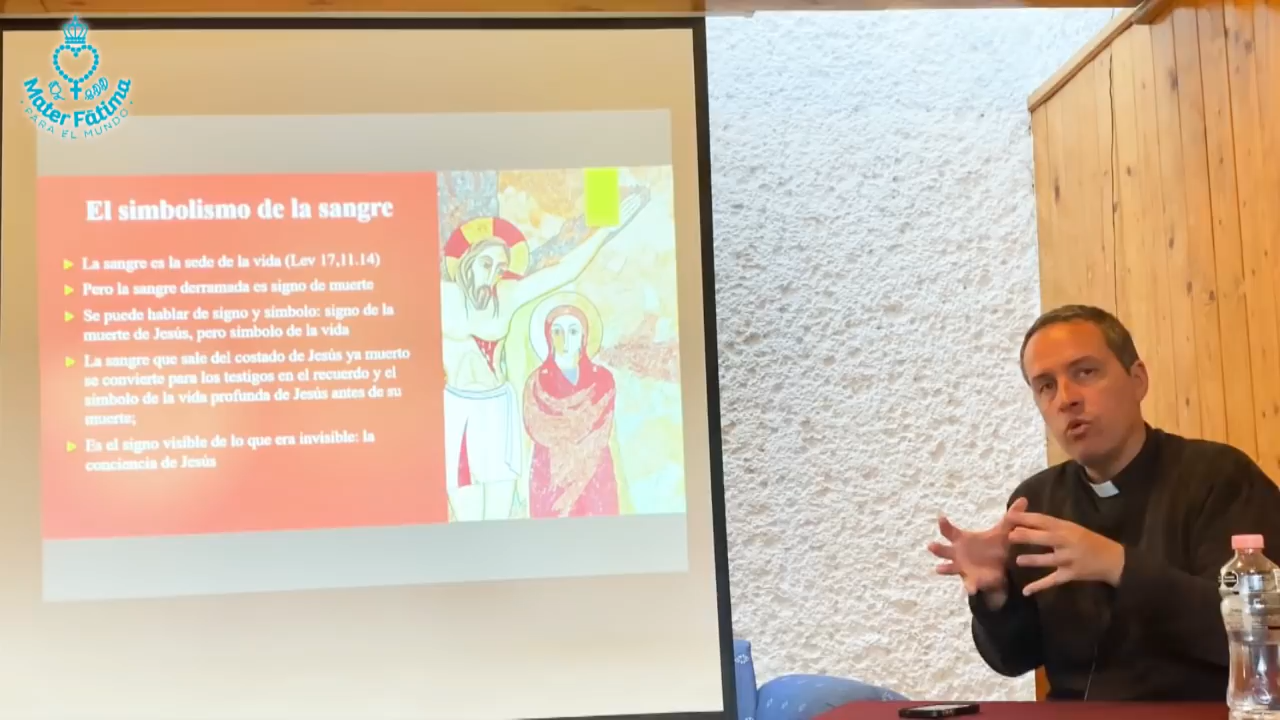 Mater Fátima
PARA EL MUNDO
El simbolismo de la sangre
La sangre es la sede de la vida (Lev 17,11.14)
Pero la sangre derramada es signo de muerte
Se puede hablar de signo y símbolo: signo de la
muerte de Jesús, pero símbolo de la vida
La sangre que sale del costado de Jesús ya muerto
se convierte para los testigos en el recuerdo y el
símbolo de la vida profunda de Jesús antes de su
muerte;
Es el signo visible de lo que era invisible: la
conciencia de Jesús